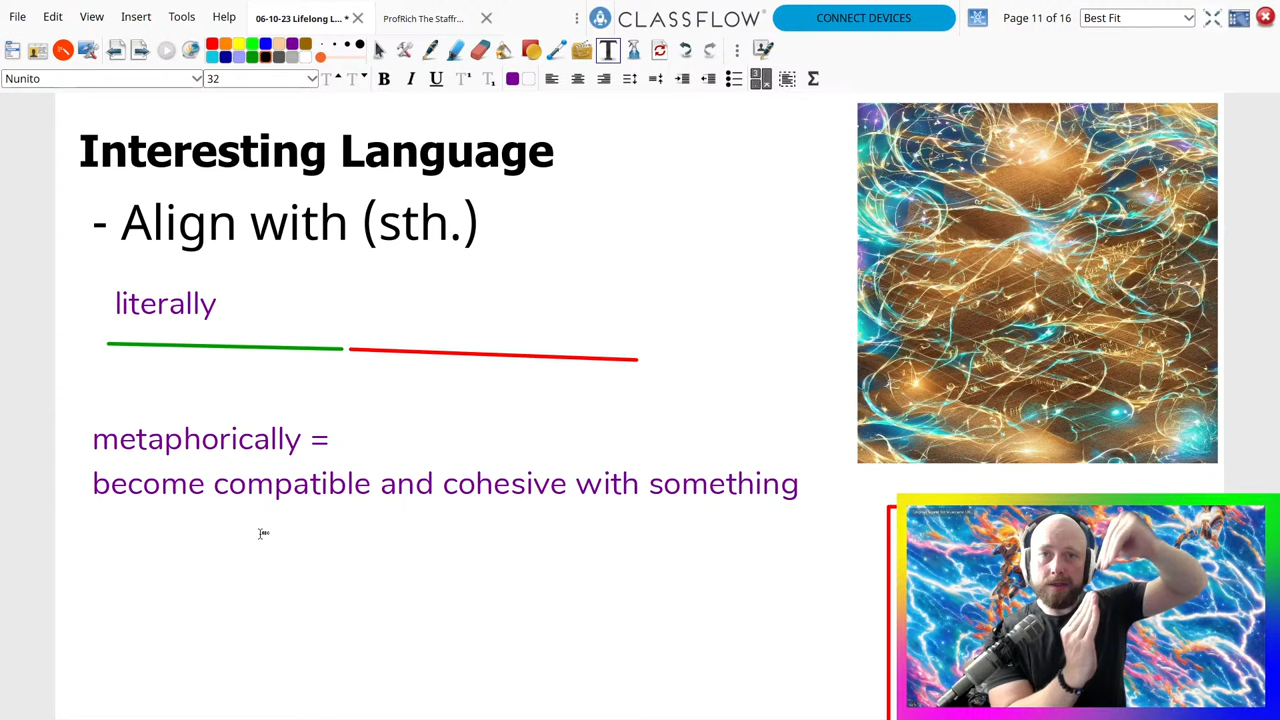 File Edit View Insert Tools Help
06-10-23 Lifelong L... *
ProfRich The Staffr...
CLASSFLOW
CONNECT DEVICES
Page 11 of 16
Best Fit
Nunito
32
B I U
Interesting Language
- Align with (sth.)
literally
metaphorically =
become compatible and cohesive with something